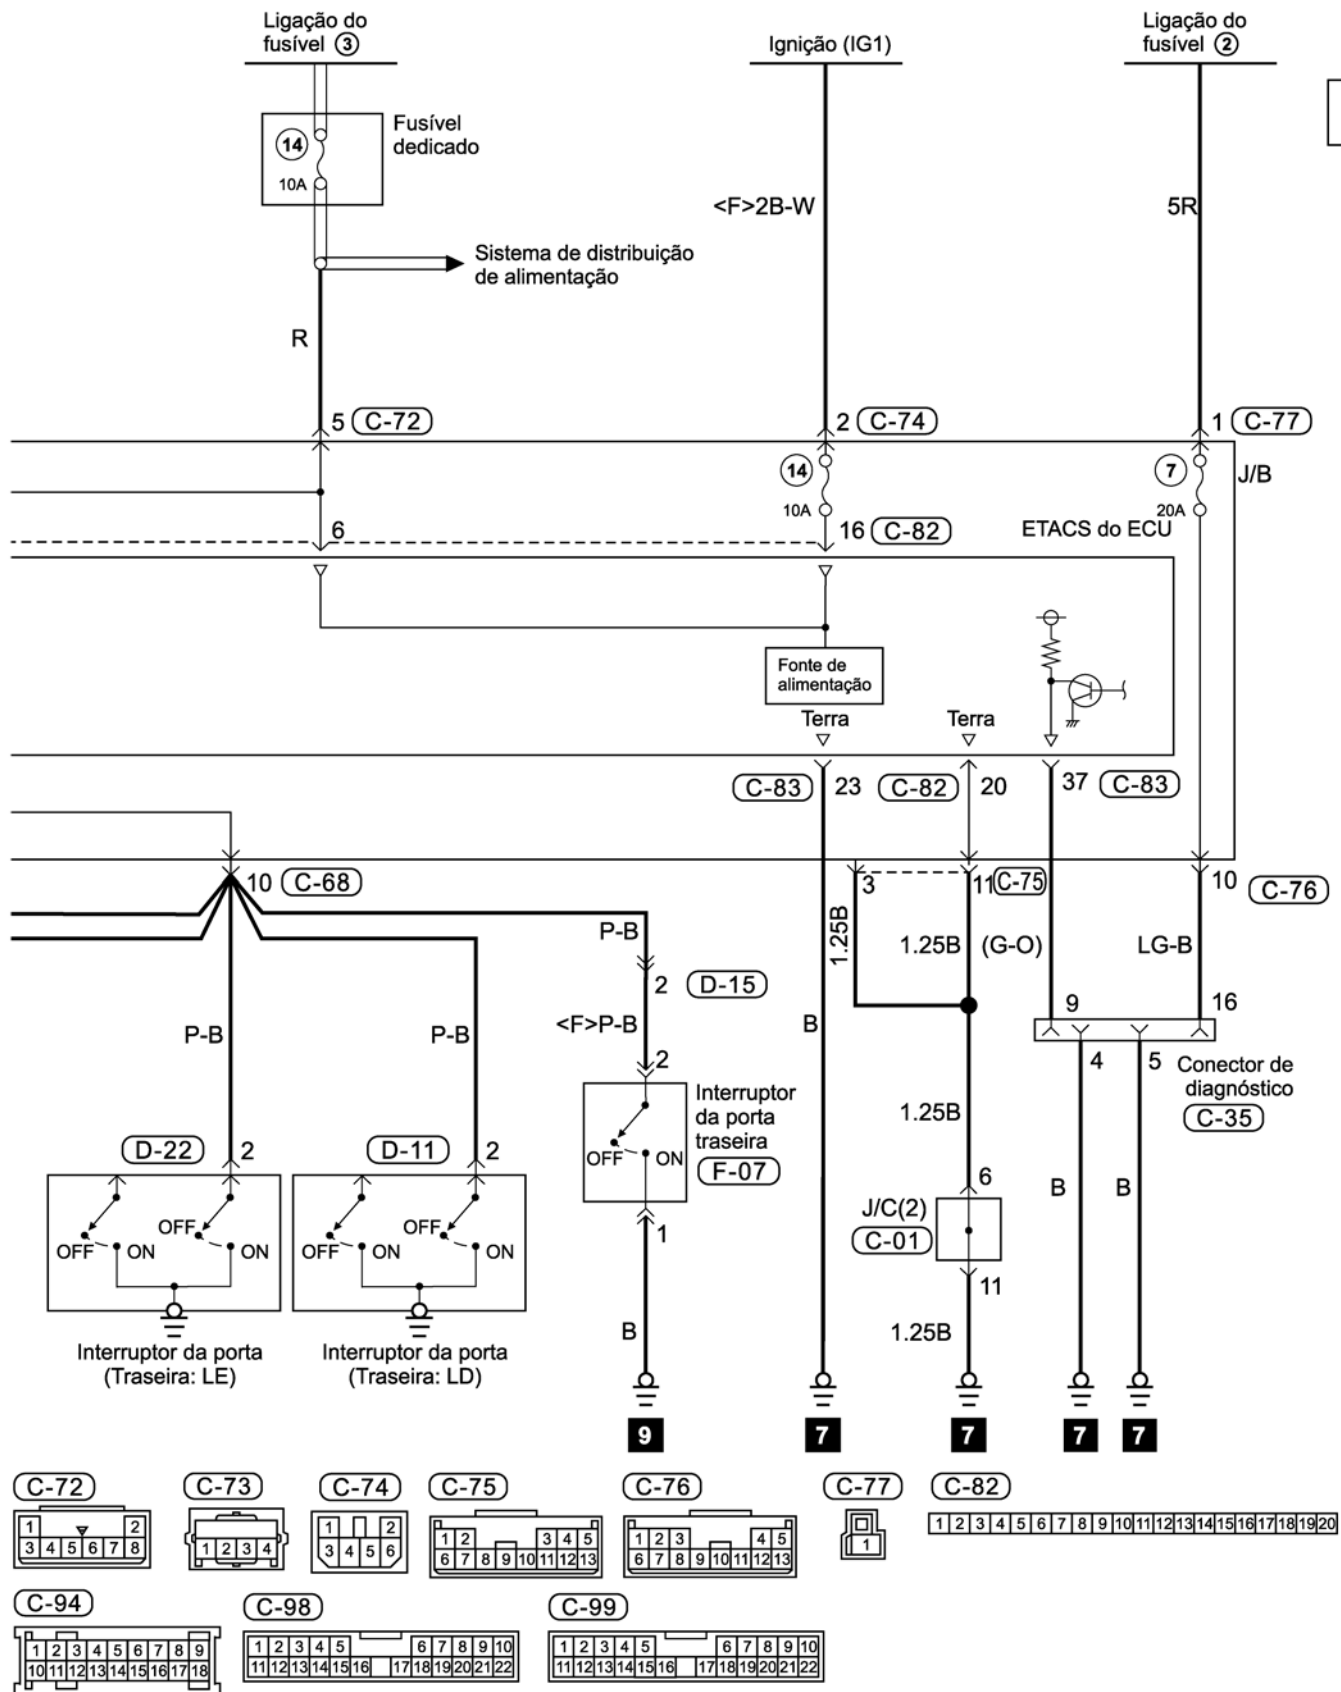 Ligação do
fusível ③
Ignição (IG1)
Ligação do
fusível ②
14
10A
Fusível
dedicado
<F>2B-W
5R
Sistema de distribuição
de alimentação
R
5 C-72
2 C-74
1 C-77
14
10A
7
20A
J/B
6
16 C-82
ETACS do ECU
Fonte de
alimentação
Terra
Terra
C-83 23
C-82 20
37 C-83
10 C-68
3
11 C-75
10
C-76
P-B
1.25B
1.25B
(G-O)
LG-B
2 D-15
9
16
P-B
P-B
<F>P-B
B
2
4
5
Conector de
diagnóstico
C-35
Interruptor
da porta
traseira
F-07
OFF
ON
1.25B
D-22 2
D-11 2
6
B
B
J/C(2)
C-01
1
11
OFF
OFF
ON
OFF
OFF
ON
B
1.25B
Interruptor da porta
(Traseira: LE)
Interruptor da porta
(Traseira: LD)
9
7
7
7
7
C-72
C-73
C-74
C-75
C-76
C-77
C-82
1 2
3 4 5 6 7 8
1 2 3 4
1 2
3 4 5 6
1 2 3 4 5
6 7 8 9 10 11 12 13
1 2 3 4 5
6 7 8 9 10 11 12 13
1
1 2 3 4 5 6 7 8 9 10 11 12 13 14 15 16 17 18 19 20
C-94
C-98
C-99
1 2 3 4 5 6 7 8 9
10 11 12 13 14 15 16 17 18
1 2 3 4 5 6 7 8 9 10
11 12 13 14 15 16 17 18 19 20 21 22
1 2 3 4 5 6 7 8 9 10
11 12 13 14 15 16 17 18 19 20 21 22